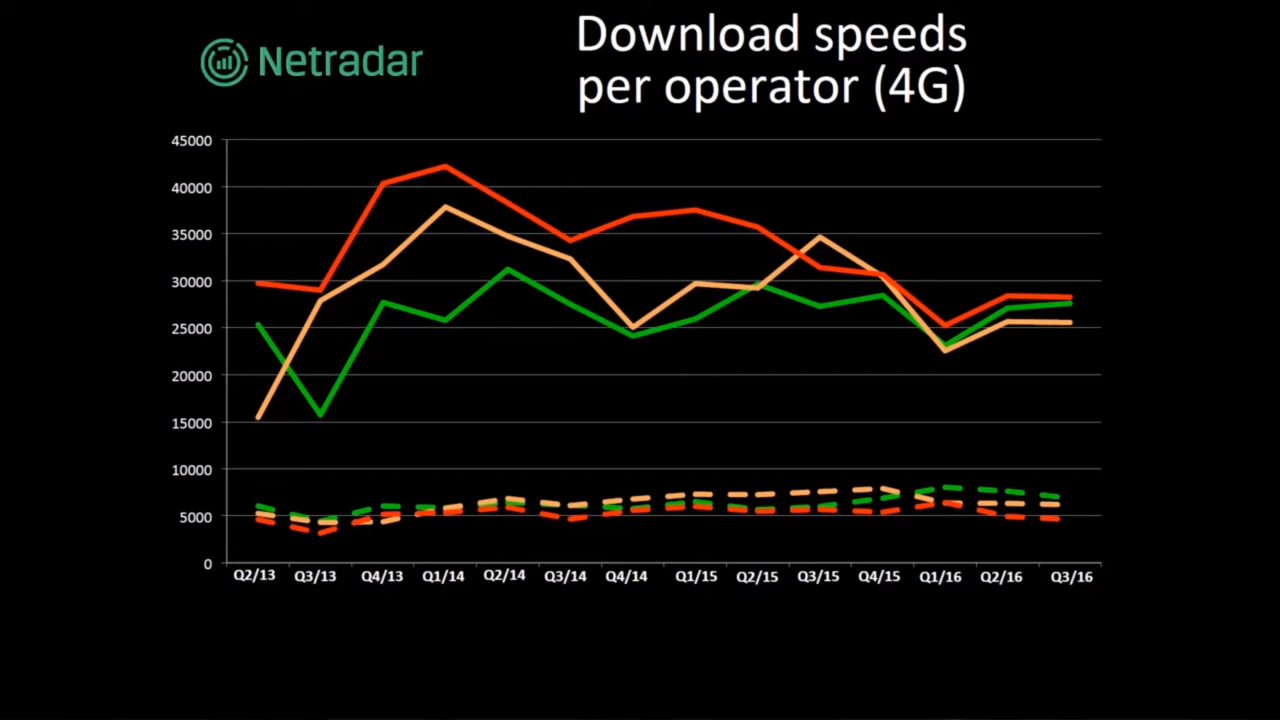 Netradar
Download speeds
per operator (4G)
45000
40000
35000
30000
25000
20000
15000
10000
5000
0
Q2/13 Q3/13 Q4/13 Q1/14 Q2/14 Q3/14 Q4/14 Q1/15 Q2/15 Q3/15 Q4/15 Q1/16 Q2/16 Q3/16